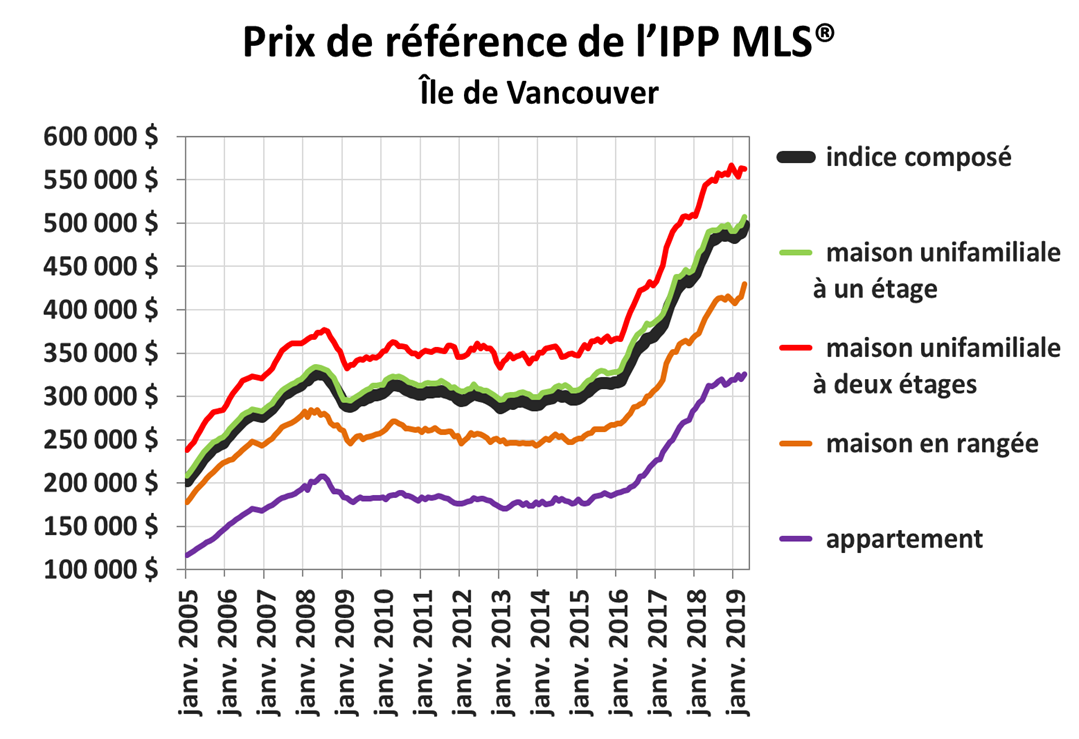 Prix de référence de l’IPP MLS®
Île de Vancouver
600 000 $
550 000 $
500 000 $
450 000 $
400 000 $
350 000 $
300 000 $
250 000 $
200 000 $
150 000 $
100 000 $
janv. 2005
janv. 2006
janv. 2007
janv. 2008
janv. 2009
janv. 2010
janv. 2011
janv. 2012
janv. 2013
janv. 2014
janv. 2015
janv. 2016
janv. 2017
janv. 2018
janv. 2019
indice composé
maison unifamiliale
à un étage
maison unifamiliale
à deux étages
maison en rangée
appartement